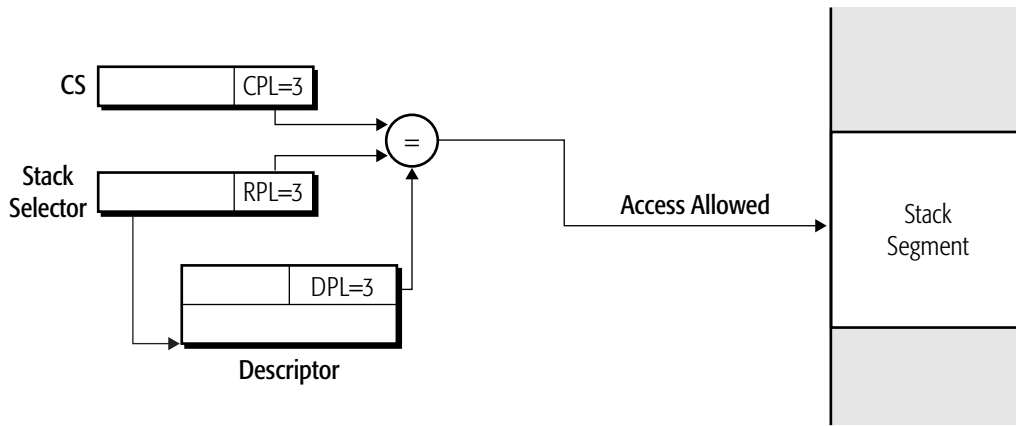 CS
CPL=3
=
Stack
Selector
RPL=3
Access Allowed
Stack
Segment
DPL=3
Descriptor